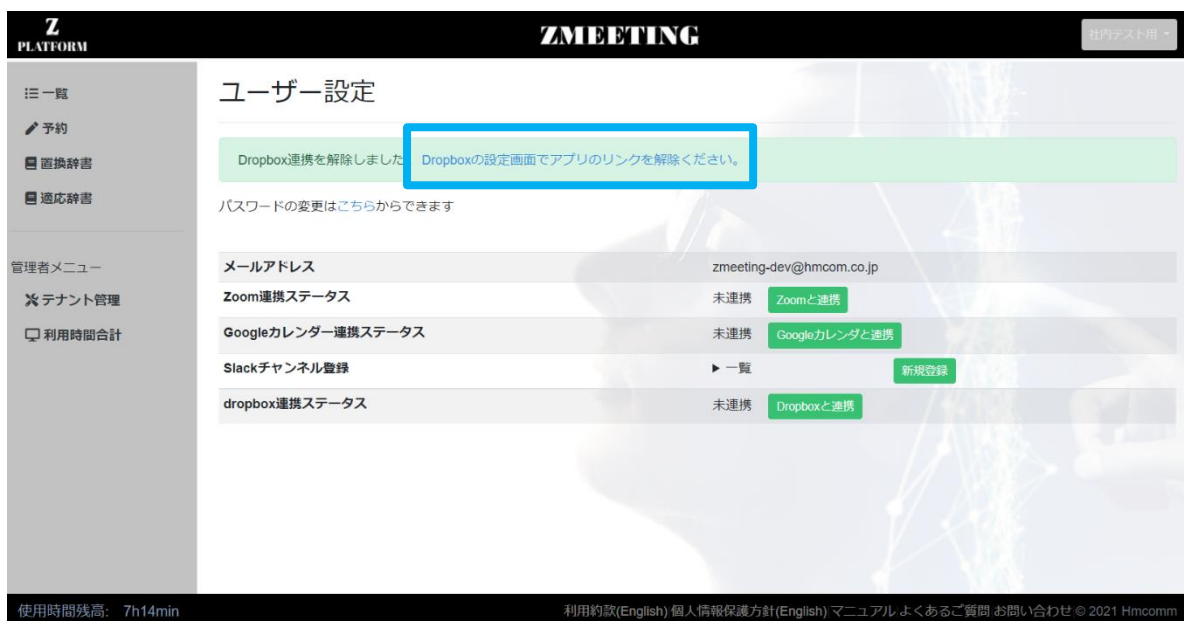 Z
PLATFORM
ZMEETING
社内テスト用
一覧
予約
置換辞書
適応辞書
管理者メニュー
テナント管理
利用時間合計
ユーザー設定
Dropbox連携を解除しました Dropboxの設定画面でアプリのリンクを解除ください。
パスワードの変更はこちらからできます
メールアドレス zmeeting-dev@hmcom.co.jp
Zoom連携ステータス 未連携 Zoomと連携
Googleカレンダー連携ステータス 未連携 Googleカレンダと連携
Slackチャンネル登録 ▶ 一覧 新規登録
dropbox連携ステータス 未連携 Dropboxと連携
使用時間残高: 7h14min
利用約款(English) 個人情報保護方針(English) マニュアル よくあるご質問 お問い合わせ © 2021 Hmcomm